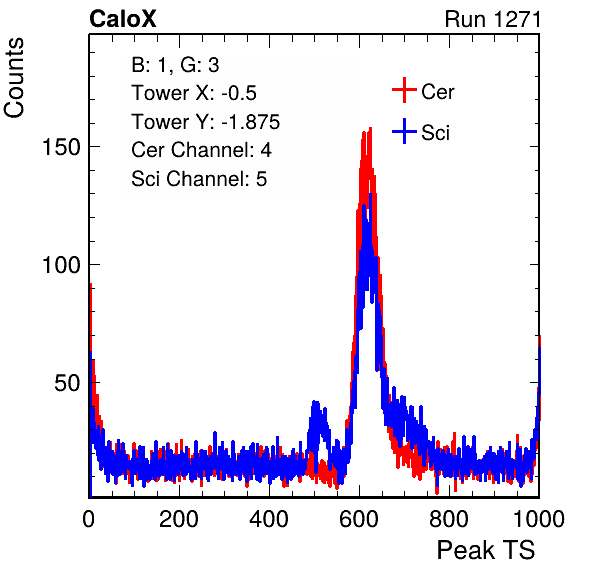 CaloX Run 1271
Counts
B: 1, G: 3
Tower X: -0.5
Tower Y: -1.875
Cer Channel: 4
Sci Channel: 5
Cer
Sci
150
100
50
0 200 400 600 800 1000
Peak TS